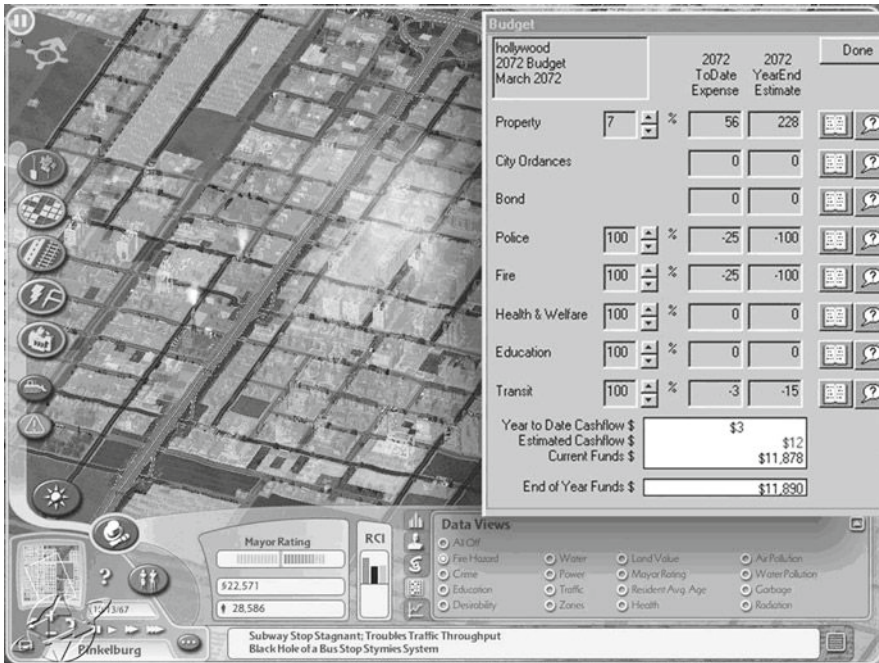 Budget
hollywood
2072 Budget
March 2072
2072 ToDate Expense
2072 YearEnd Estimate
Done
Property 7 % 56 228
City Ordances 0 0
Bond 0 0
Police 100 % -25 -100
Fire 100 % -25 -100
Health & Welfare 100 % 0 0
Education 100 % 0 0
Transit 100 % -3 -15
Year to Date Cashflow $ $3
Estimated Cashflow $ $12
Current Funds $ $11,878
End of Year Funds $ $11,890
Mayor Rating
RCI
$22,571
28,586
Data Views
All Off
Fire Hazard Water Land Value Air Pollution
Crime Power Mayor Rating Water Pollution
Education Traffic Resident Avg. Age Garbage
Desirability Zones Health Radiation
Pinkelburg
Subway Stop Stagnant; Troubles Traffic Throughput
Black Hole of a Bus Stop Stymies System